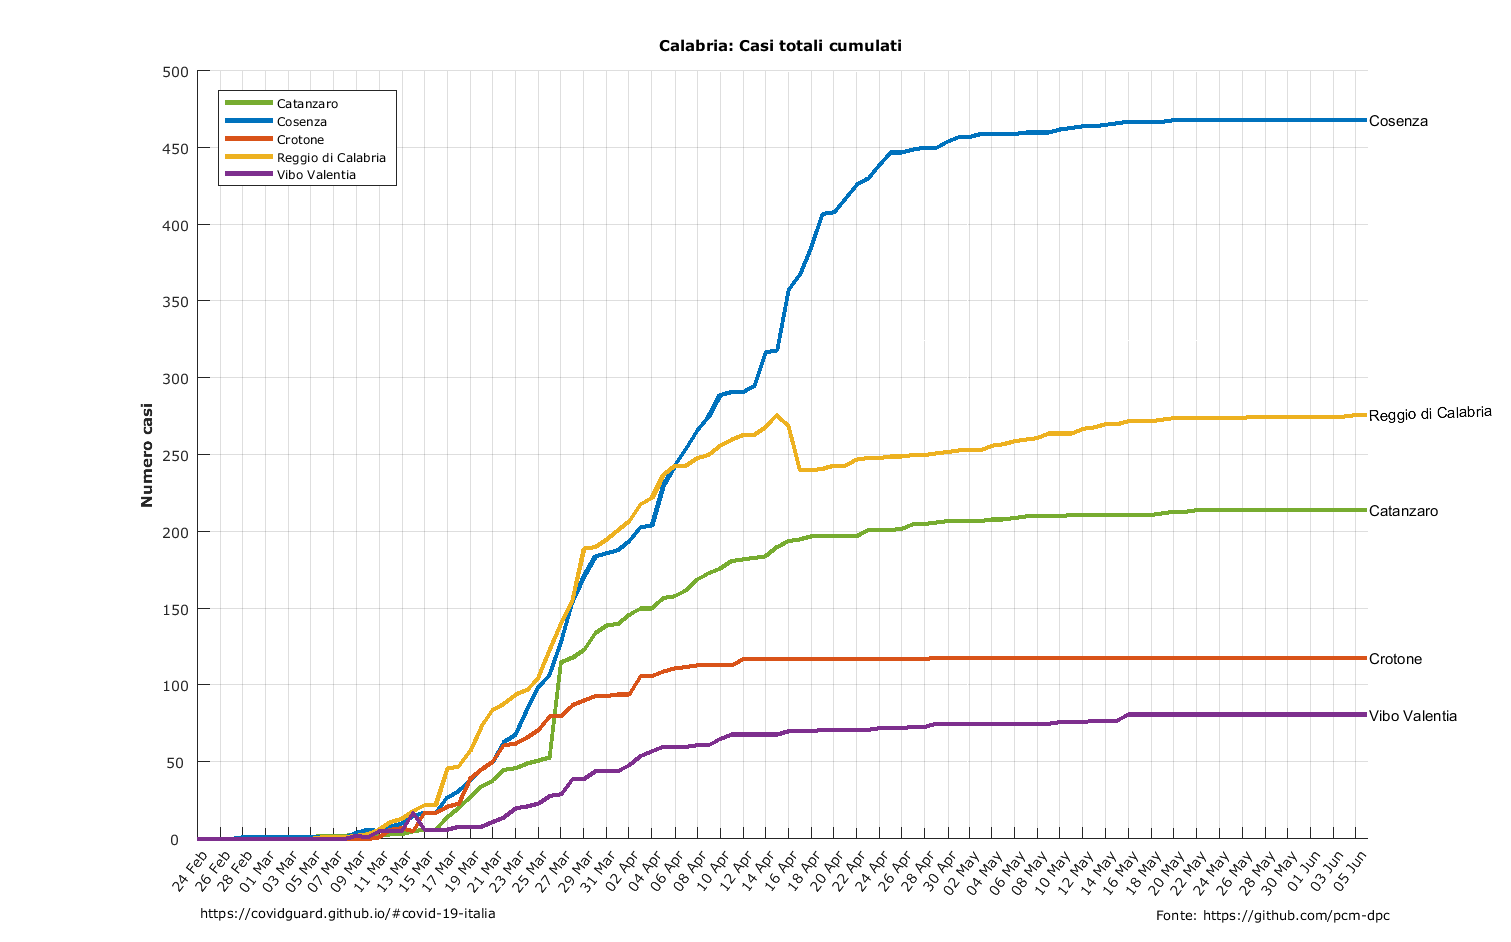 Calabria: Casi totali cumulati
500
450
400
350
300
250
200
150
100
50
0
Numero casi
Catanzaro
Cosenza
Crotone
Reggio di Calabria
Vibo Valentia
Cosenza
Reggio di Calabria
Catanzaro
Crotone
Vibo Valentia
24 Feb
26 Feb
28 Feb
01 Mar
03 Mar
05 Mar
07 Mar
09 Mar
11 Mar
13 Mar
15 Mar
17 Mar
19 Mar
21 Mar
23 Mar
25 Mar
27 Mar
29 Mar
31 Mar
02 Apr
04 Apr
06 Apr
08 Apr
10 Apr
12 Apr
14 Apr
16 Apr
18 Apr
20 Apr
22 Apr
24 Apr
26 Apr
28 Apr
30 Apr
02 May
04 May
06 May
08 May
10 May
12 May
14 May
16 May
18 May
20 May
22 May
24 May
26 May
28 May
30 May
01 Jun
03 Jun
05 Jun
https://covidguard.github.io/#covid-19-italia
Fonte: https://github.com/pcm-dpc